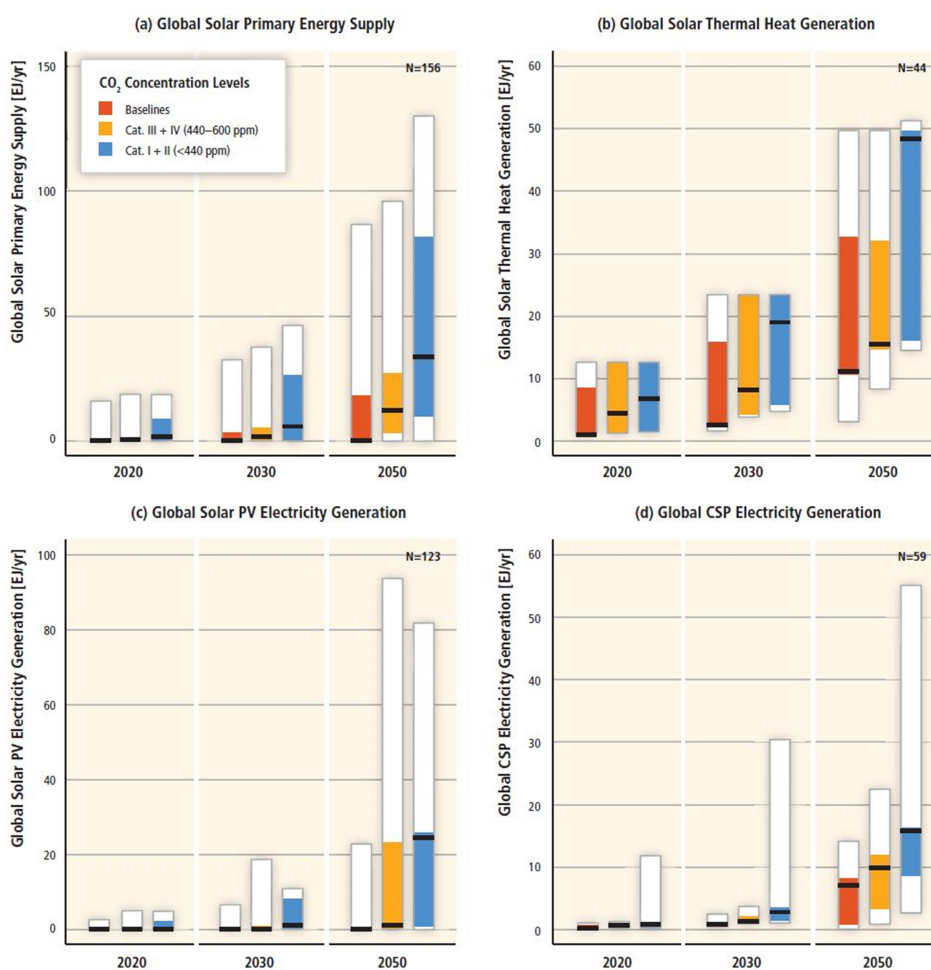 (a) Global Solar Primary Energy Supply
Global Solar Primary Energy Supply [EJ/yr]
150
100
50
0
N=156
CO₂ Concentration Levels
Baselines
Cat. III + IV (440–600 ppm)
Cat. I + II (<440 ppm)
2020
2030
2050
(b) Global Solar Thermal Heat Generation
Global Solar Thermal Heat Generation [EJ/yr]
60
50
40
30
20
10
0
N=44
2020
2030
2050
(c) Global Solar PV Electricity Generation
Global Solar PV Electricity Generation [EJ/yr]
100
80
60
40
20
0
N=123
2020
2030
2050
(d) Global CSP Electricity Generation
Global CSP Electricity Generation [EJ/yr]
60
50
40
30
20
10
0
N=59
2020
2030
2050